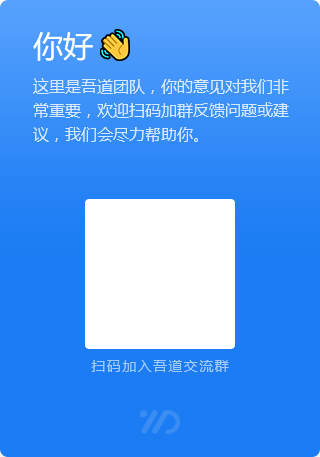 你好
这里是吾道团队，你的意见对我们非
常重要，欢迎扫码加群反馈问题或建
议，我们会尽力帮助你。
扫码加入吾道交流群